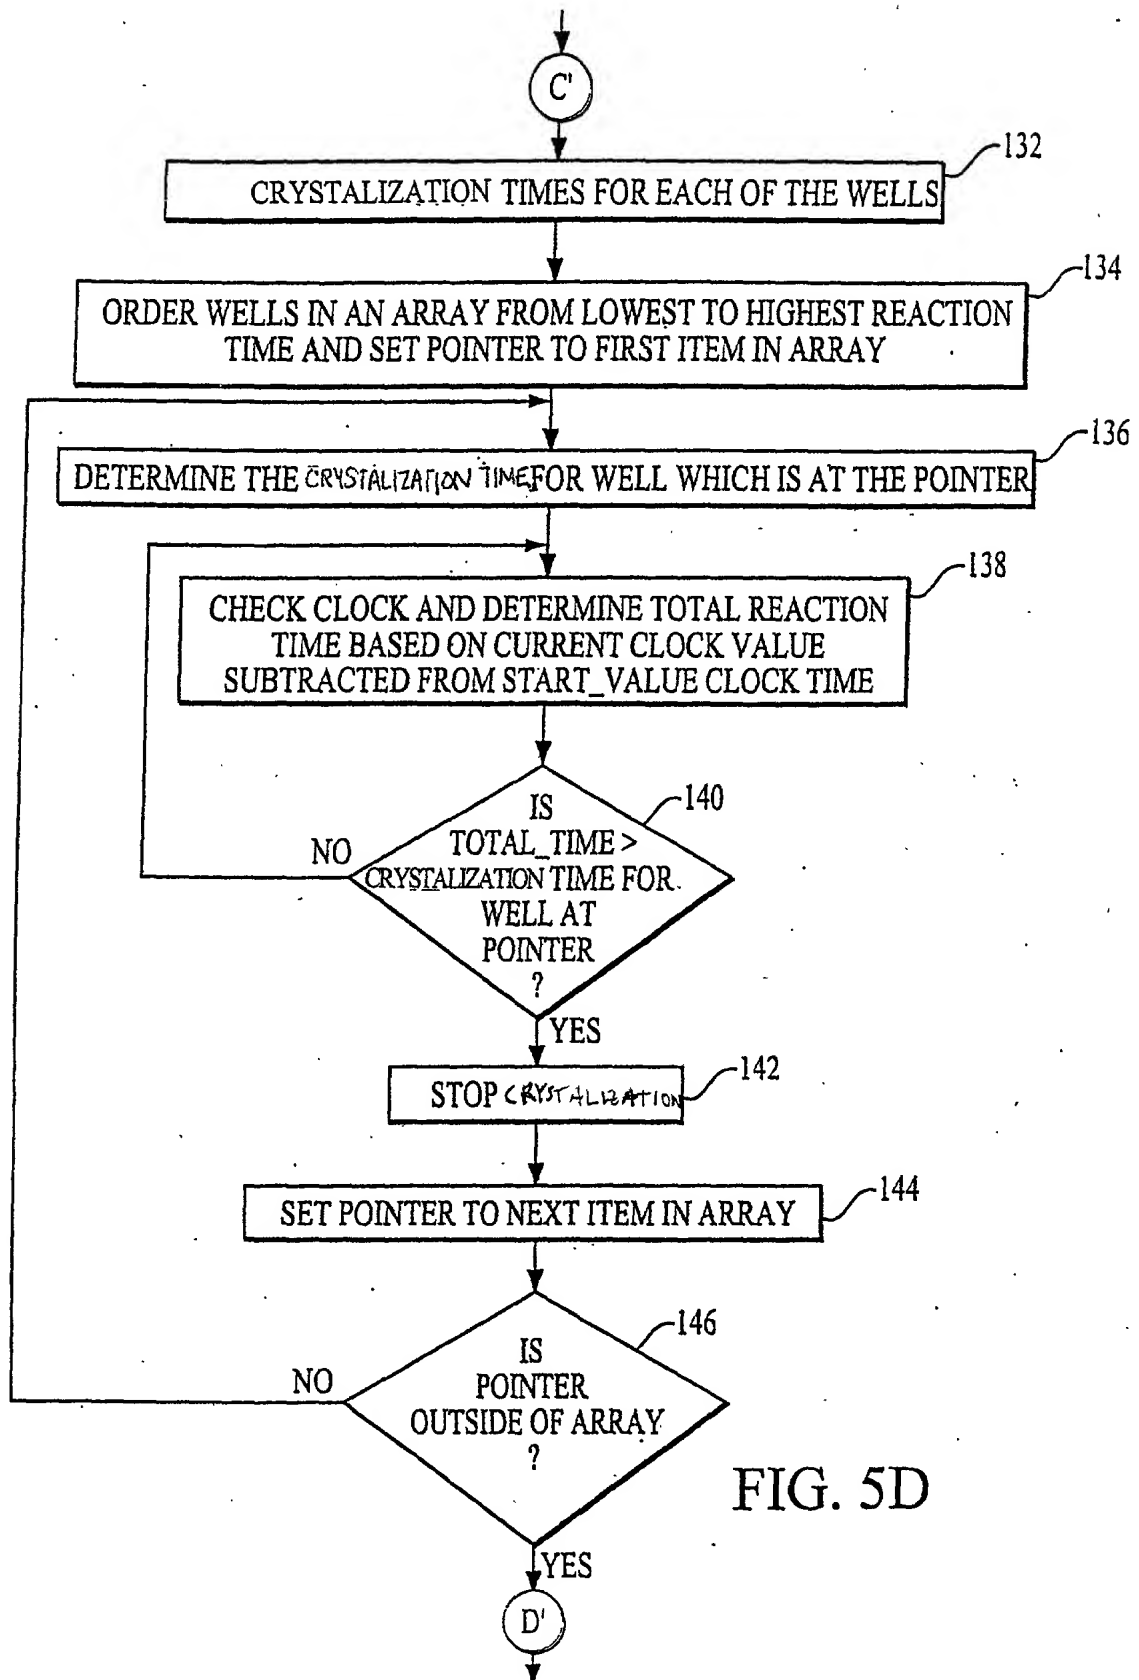 C'
132
CRYSTALIZATION TIMES FOR EACH OF THE WELLS
134
ORDER WELLS IN AN ARRAY FROM LOWEST TO HIGHEST REACTION
TIME AND SET POINTER TO FIRST ITEM IN ARRAY
136
DETERMINE THE CRYSTALIZATION TIME FOR WELL WHICH IS AT THE POINTER
138
CHECK CLOCK AND DETERMINE TOTAL REACTION
TIME BASED ON CURRENT CLOCK VALUE
SUBTRACTED FROM START_VALUE CLOCK TIME
140
IS
TOTAL_TIME >
CRYSTALIZATION TIME FOR
WELL AT
POINTER
?
NO
YES
142
STOP CRYSTALIZATION
144
SET POINTER TO NEXT ITEM IN ARRAY
146
IS
POINTER
OUTSIDE OF ARRAY
?
NO
FIG. 5D
YES
D'